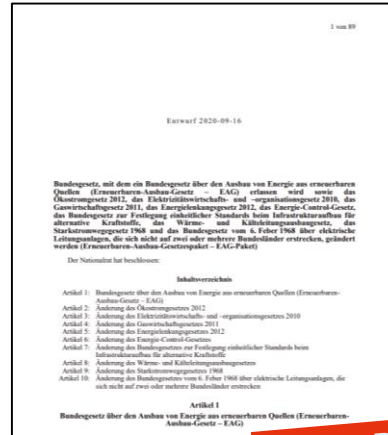 1 von 89
Entwurf 2020-09-16
Bundesgesetz, mit dem ein Bundesgesetz über den Ausbau von Energie aus erneuerbaren
Quellen (Erneuerbaren-Ausbau-Gesetz – EAG) erlassen wird sowie das
Ökostromgesetz 2012, das Elektrizitätswirtschafts- und –organisationsgesetz 2010, das
Gaswirtschaftsgesetz 2011, das Energielenkungsgesetz 2012, das Energie-Control-Gesetz,
das Bundesgesetz zur Festlegung einheitlicher Standards beim Infrastrukturaufbau für
alternative Kraftstoffe, das Wärme- und Kälteleitungsausbaugesetz, das
Starkstromwegegesetz 1968 und das Bundesgesetz vom 6. Feber 1968 über elektrische
Leitungsanlagen, die sich nicht auf zwei oder mehrere Bundesländer erstrecken, geändert
werden (Erneuerbaren-Ausbau-Gesetzespaket – EAG-Paket)
Der Nationalrat hat beschlossen:
Inhaltsverzeichnis
Artikel 1: Bundesgesetz über den Ausbau von Energie aus erneuerbaren Quellen (Erneuerbaren-
Ausbau-Gesetz – EAG)
Artikel 2: Änderung des Ökostromgesetzes 2012
Artikel 3: Änderung des Elektrizitätswirtschafts- und –organisationsgesetzes 2010
Artikel 4: Änderung des Gaswirtschaftsgesetzes 2011
Artikel 5: Änderung des Energielenkungsgesetzes 2012
Artikel 6: Änderung des Energie-Control-Gesetzes
Artikel 7: Änderung des Bundesgesetzes zur Festlegung einheitlicher Standards beim
Infrastrukturaufbau für alternative Kraftstoffe
Artikel 8: Änderung des Wärme- und Kälteleitungsausbaugesetzes
Artikel 9: Änderung des Starkstromwegegesetzes 1968
Artikel 10: Änderung des Bundesgesetzes vom 6. Feber 1968 über elektrische Leitungsanlagen, die
sich nicht auf zwei oder mehrere Bundesländer erstrecken
Artikel 1
Bundesgesetz über den Ausbau von Energie aus erneuerbaren Quellen (Erneuerbaren-
Ausbau-Gesetz – EAG)